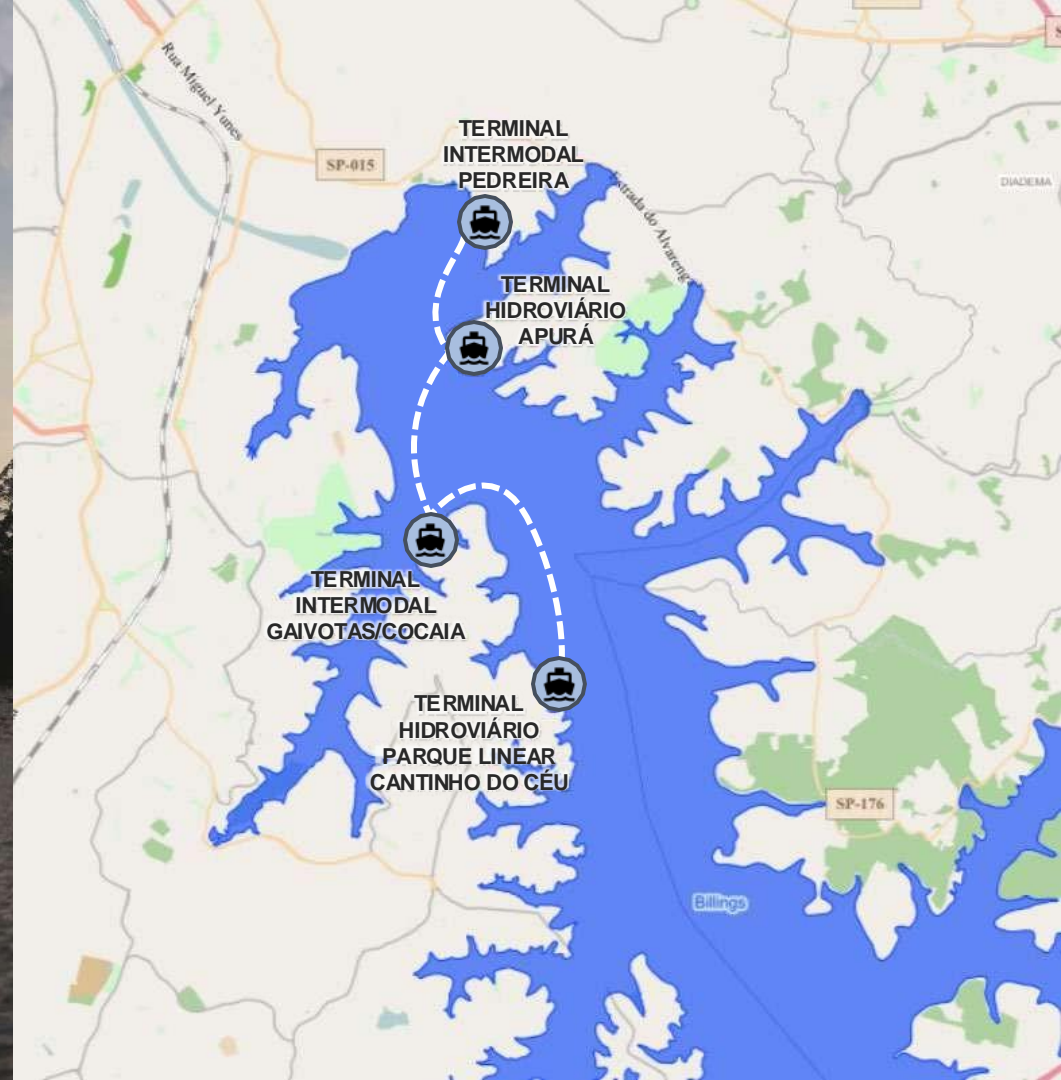 Rua Miguel Yunes
TERMINAL
INTERMODAL
PEDREIRA
SP-015
Estrada do Alvarenga
DIADEMA
TERMINAL
HIDROVIÁRIO
APURÁ
TERMINAL
INTERMODAL
GAIVOTAS/COCAIA
TERMINAL
HIDROVIÁRIO
PARQUE LINEAR
CANTINHO DO CÉU
SP-176
Billings